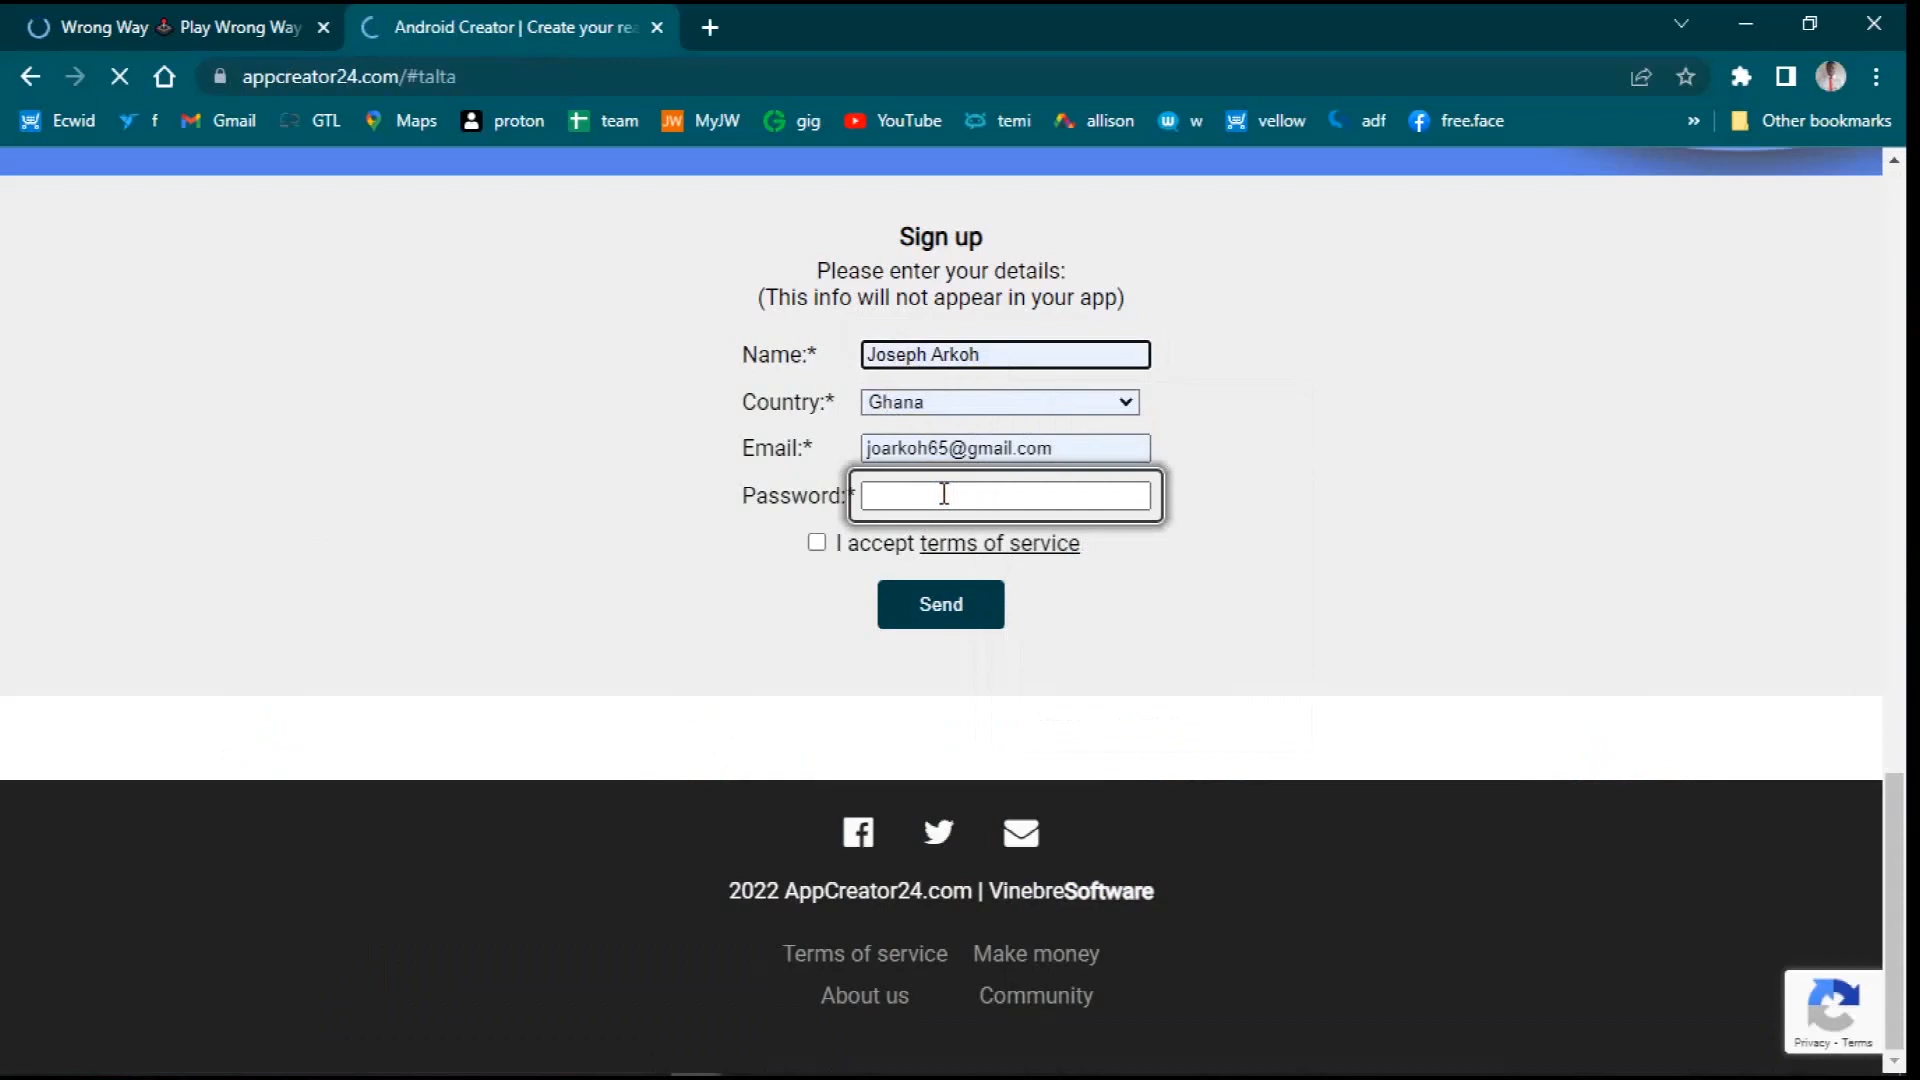 Wrong Way Play Wrong Way
Android Creator | Create your rea
appcreator24.com/#talta
Ecwid f Gmail GTL Maps proton team MyJW gig YouTube temi allison w vellow adf free.face » Other bookmarks
Sign up
Please enter your details:
(This info will not appear in your app)
Name:* Joseph Arkoh
Country:* Ghana
Email:* joarkoh65@gmail.com
Password:*
I accept terms of service
Send
2022 AppCreator24.com | VinebreSoftware
Terms of service Make money
About us Community
Privacy - Terms